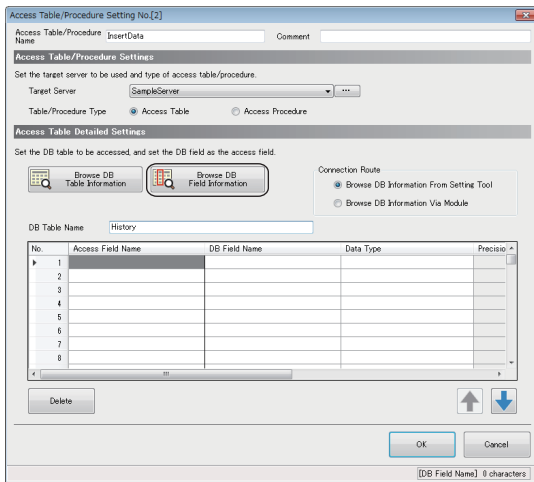 Access Table/Procedure Setting No.[2]
Access Table/Procedure Name InsertData Comment
Access Table/Procedure Settings
Set the target server to be used and type of access table/procedure.
Target Server SampleServer ...
Table/Procedure Type Access Table Access Procedure
Access Table Detailed Settings
Set the DB table to be accessed, and set the DB field as the access field.
Browse DB Table Information
Browse DB Field Information
Connection Route
Browse DB Information From Setting Tool
Browse DB Information Via Module
DB Table Name History
No. Access Field Name DB Field Name Data Type Precisio
1
2
3
4
5
6
7
8
Delete
OK Cancel
[DB Field Name] 0 characters